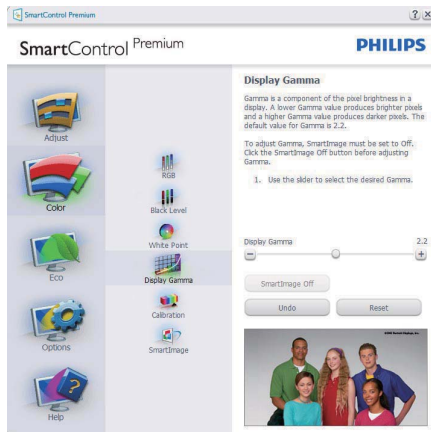 SmartControl Premium
SmartControl Premium
PHILIPS
Adjust
Color
Eco
Options
Help
RGB
Black Level
White Point
Display Gamma
Calibration
SmartImage
Display Gamma
Gamma is a component of the pixel brightness in a
display. A lower Gamma value produces brighter pixels
and a higher Gamma value produces darker pixels. The
default value for Gamma is 2.2.
To adjust Gamma, SmartImage must be set to Off.
Click the SmartImage Off button before adjusting
Gamma.
1. Use the slider to select the desired Gamma.
Display Gamma 2.2
SmartImage Off
Undo Reset